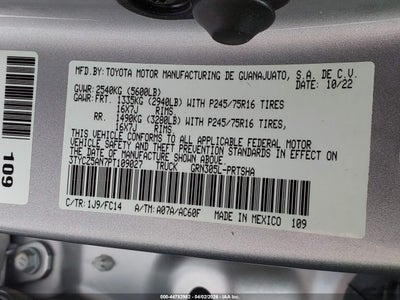 MFD.BY:TOYOTA MOTOR MANUFACTURING DE GUANAJUATO, S.A. DE C.V.
DATE: 10/22
GVWR:2540KG (5600LB)
GAWR:FRT. 1335KG (2940LB) WITH P245/75R16 TIRES
16X7J RIMS,
RR. 1490KG (3280LB) WITH P245/75R16 TIRES
16X7J RIMS,
THIS VEHICLE CONFORMS TO ALL APPLICABLE FEDERAL MOTOR
VEHICLE SAFETY AND THEFT PREVENTION STANDARDS IN EFFECT ON
THE DATE OF MANUFACTURE SHOWN ABOVE.
3TYCZ5AN7PT109027 TRUCK GRN305L-PRTSHA
C/TR: 1J9/FC14 A/TM: A07A/AC60F MADE IN MEXICO 109
109